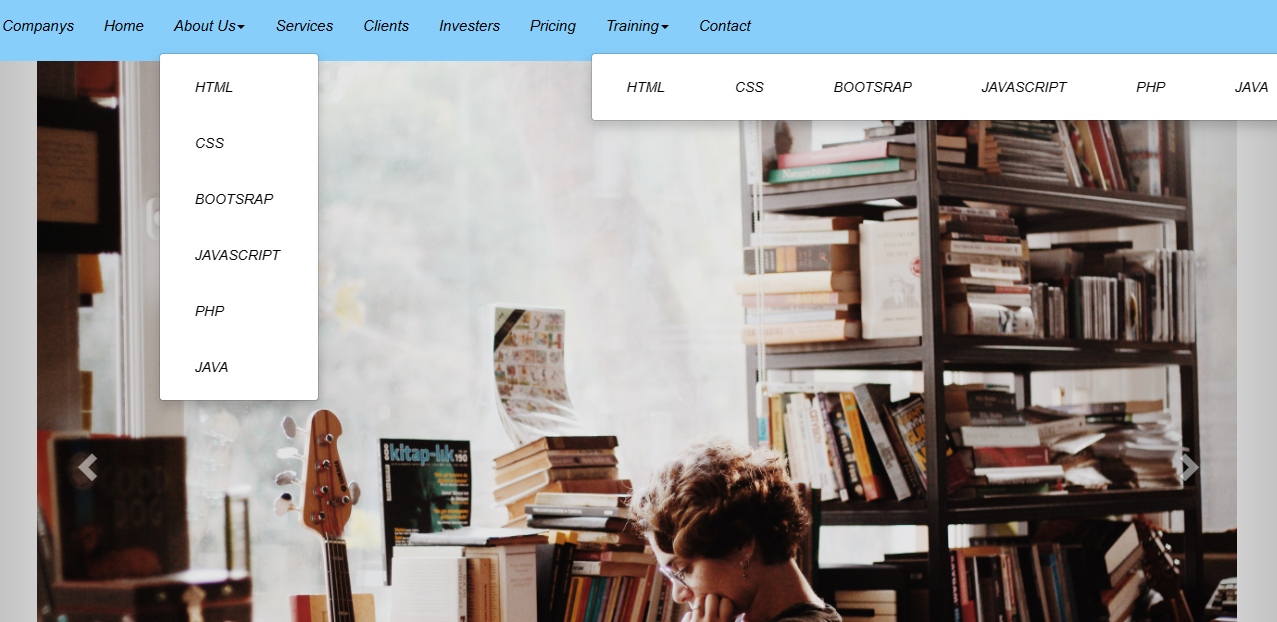 Companys Home About Us Services Clients Investers Pricing Training Contact
HTML
CSS
BOOTSRAP
JAVASCRIPT
PHP
JAVA
HTML CSS BOOTSRAP JAVASCRIPT PHP JAVA
kitap-lık 190